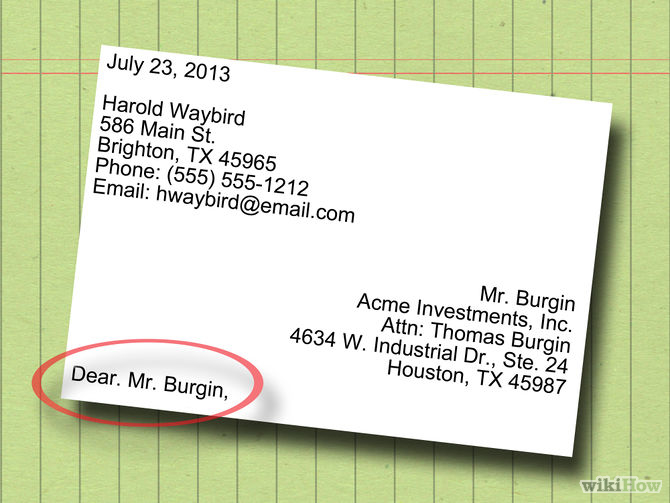 July 23, 2013
Harold Waybird
586 Main St.
Brighton, TX 45965
Phone: (555) 555-1212
Email: hwaybird@email.com
Mr. Burgin
Acme Investments, Inc.
Attn: Thomas Burgin
4634 W. Industrial Dr., Ste. 24
Houston, TX 45987
Dear. Mr. Burgin,
wikiHow